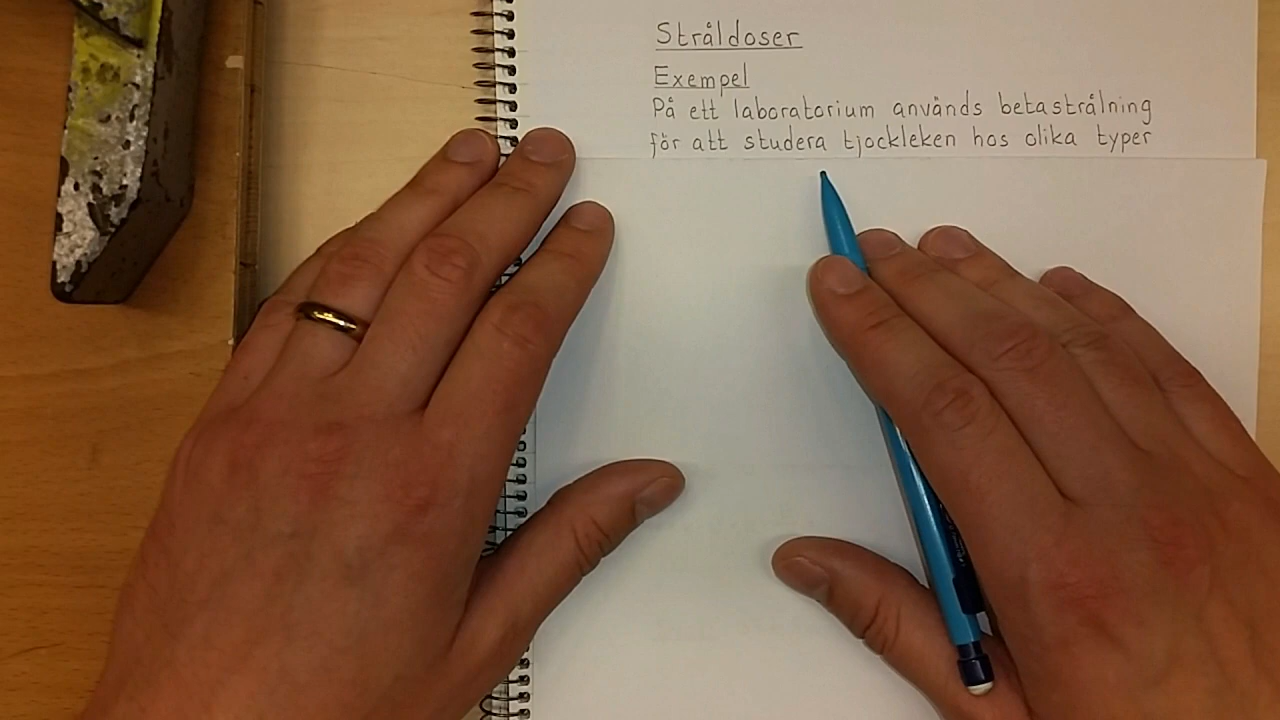 Stråldoser
Exempel
På ett laboratorium används betastrålning
för att studera tjockleken hos olika typer